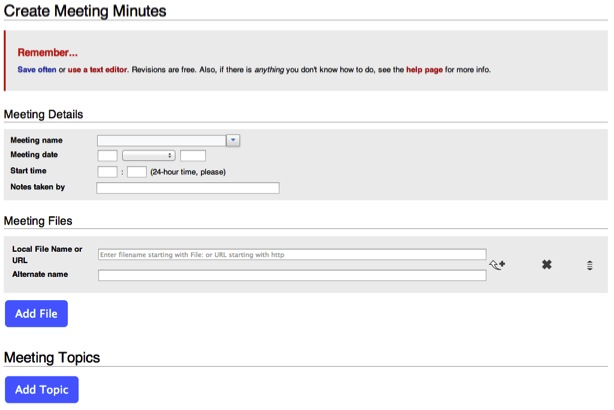 Create Meeting Minutes
Remember...
Save often or use a text editor. Revisions are free. Also, if there is anything you don't know how to do, see the help page for more info.
Meeting Details
Meeting name
Meeting date
Start time : (24-hour time, please)
Notes taken by
Meeting Files
Local File Name or
URL
Enter filename starting with File: or URL starting with http
Alternate name
Add File
Meeting Topics
Add Topic